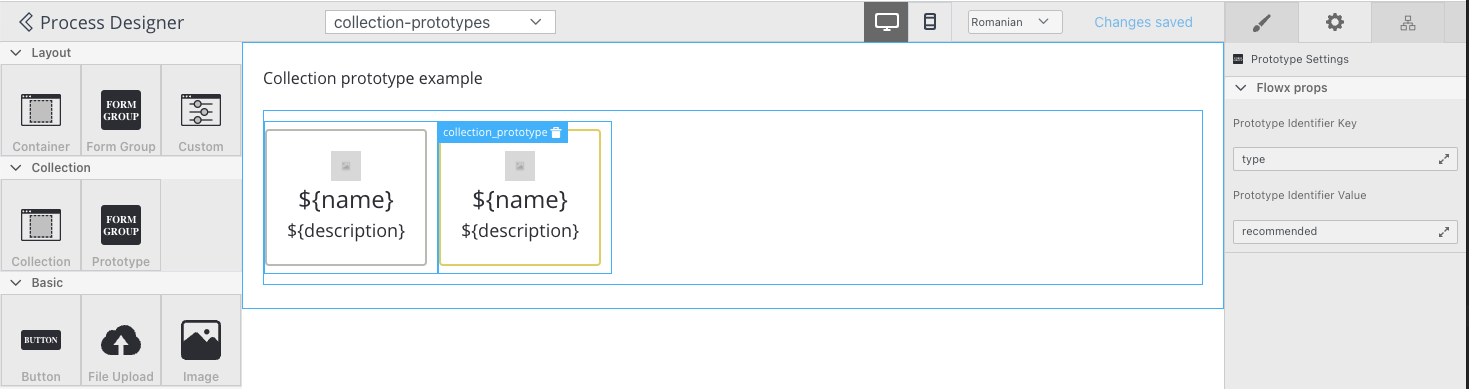 Process Designer
collection-prototypes
Romanian
Changes saved
Layout
FORM
GROUP
Container
Form Group
Custom
Collection
FORM
GROUP
Collection
Prototype
Basic
BUTTON
Button
File Upload
Image
Collection prototype example
collection_prototype
${name}
${description}
${name}
${description}
Prototype Settings
Flowx props
Prototype Identifier Key
type
Prototype Identifier Value
recommended